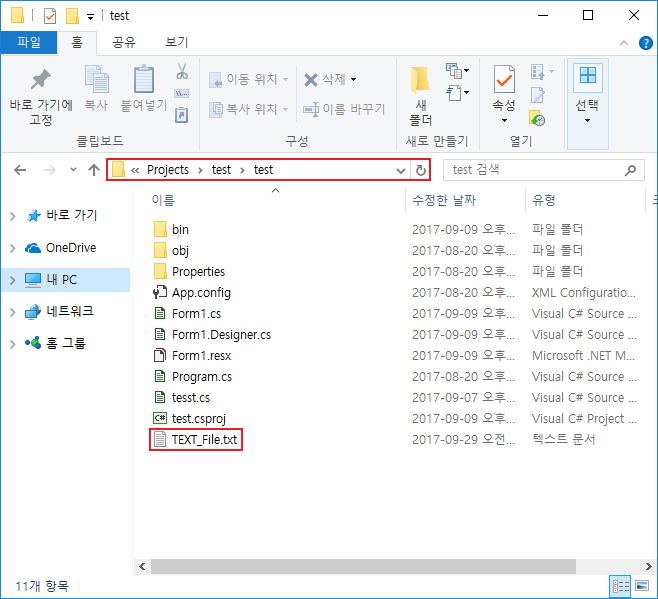 test
파일 홈 공유 보기
바로 가기에 고정
복사
붙여넣기
클립보드
이동 위치
복사 위치
삭제
이름 바꾸기
구성
새 폴더
새로 만들기
속성
열기
선택
« Projects > test > test
test 검색
이름 수정한 날짜 유형
바로 가기
OneDrive
내 PC
네트워크
홈 그룹
bin 2017-09-09 오후... 파일 폴더
obj 2017-08-20 오후... 파일 폴더
Properties 2017-08-20 오후... 파일 폴더
App.config 2017-08-20 오후... XML Configuratio...
Form1.cs 2017-09-09 오후... Visual C# Source ...
Form1.Designer.cs 2017-09-09 오후... Visual C# Source ...
Form1.resx 2017-09-09 오후... Microsoft .NET M...
Program.cs 2017-08-20 오후... Visual C# Source ...
tesst.cs 2017-09-07 오후... Visual C# Source ...
test.csproj 2017-09-09 오후... Visual C# Project ...
TEXT_File.txt 2017-09-29 오전... 텍스트 문서
11개 항목